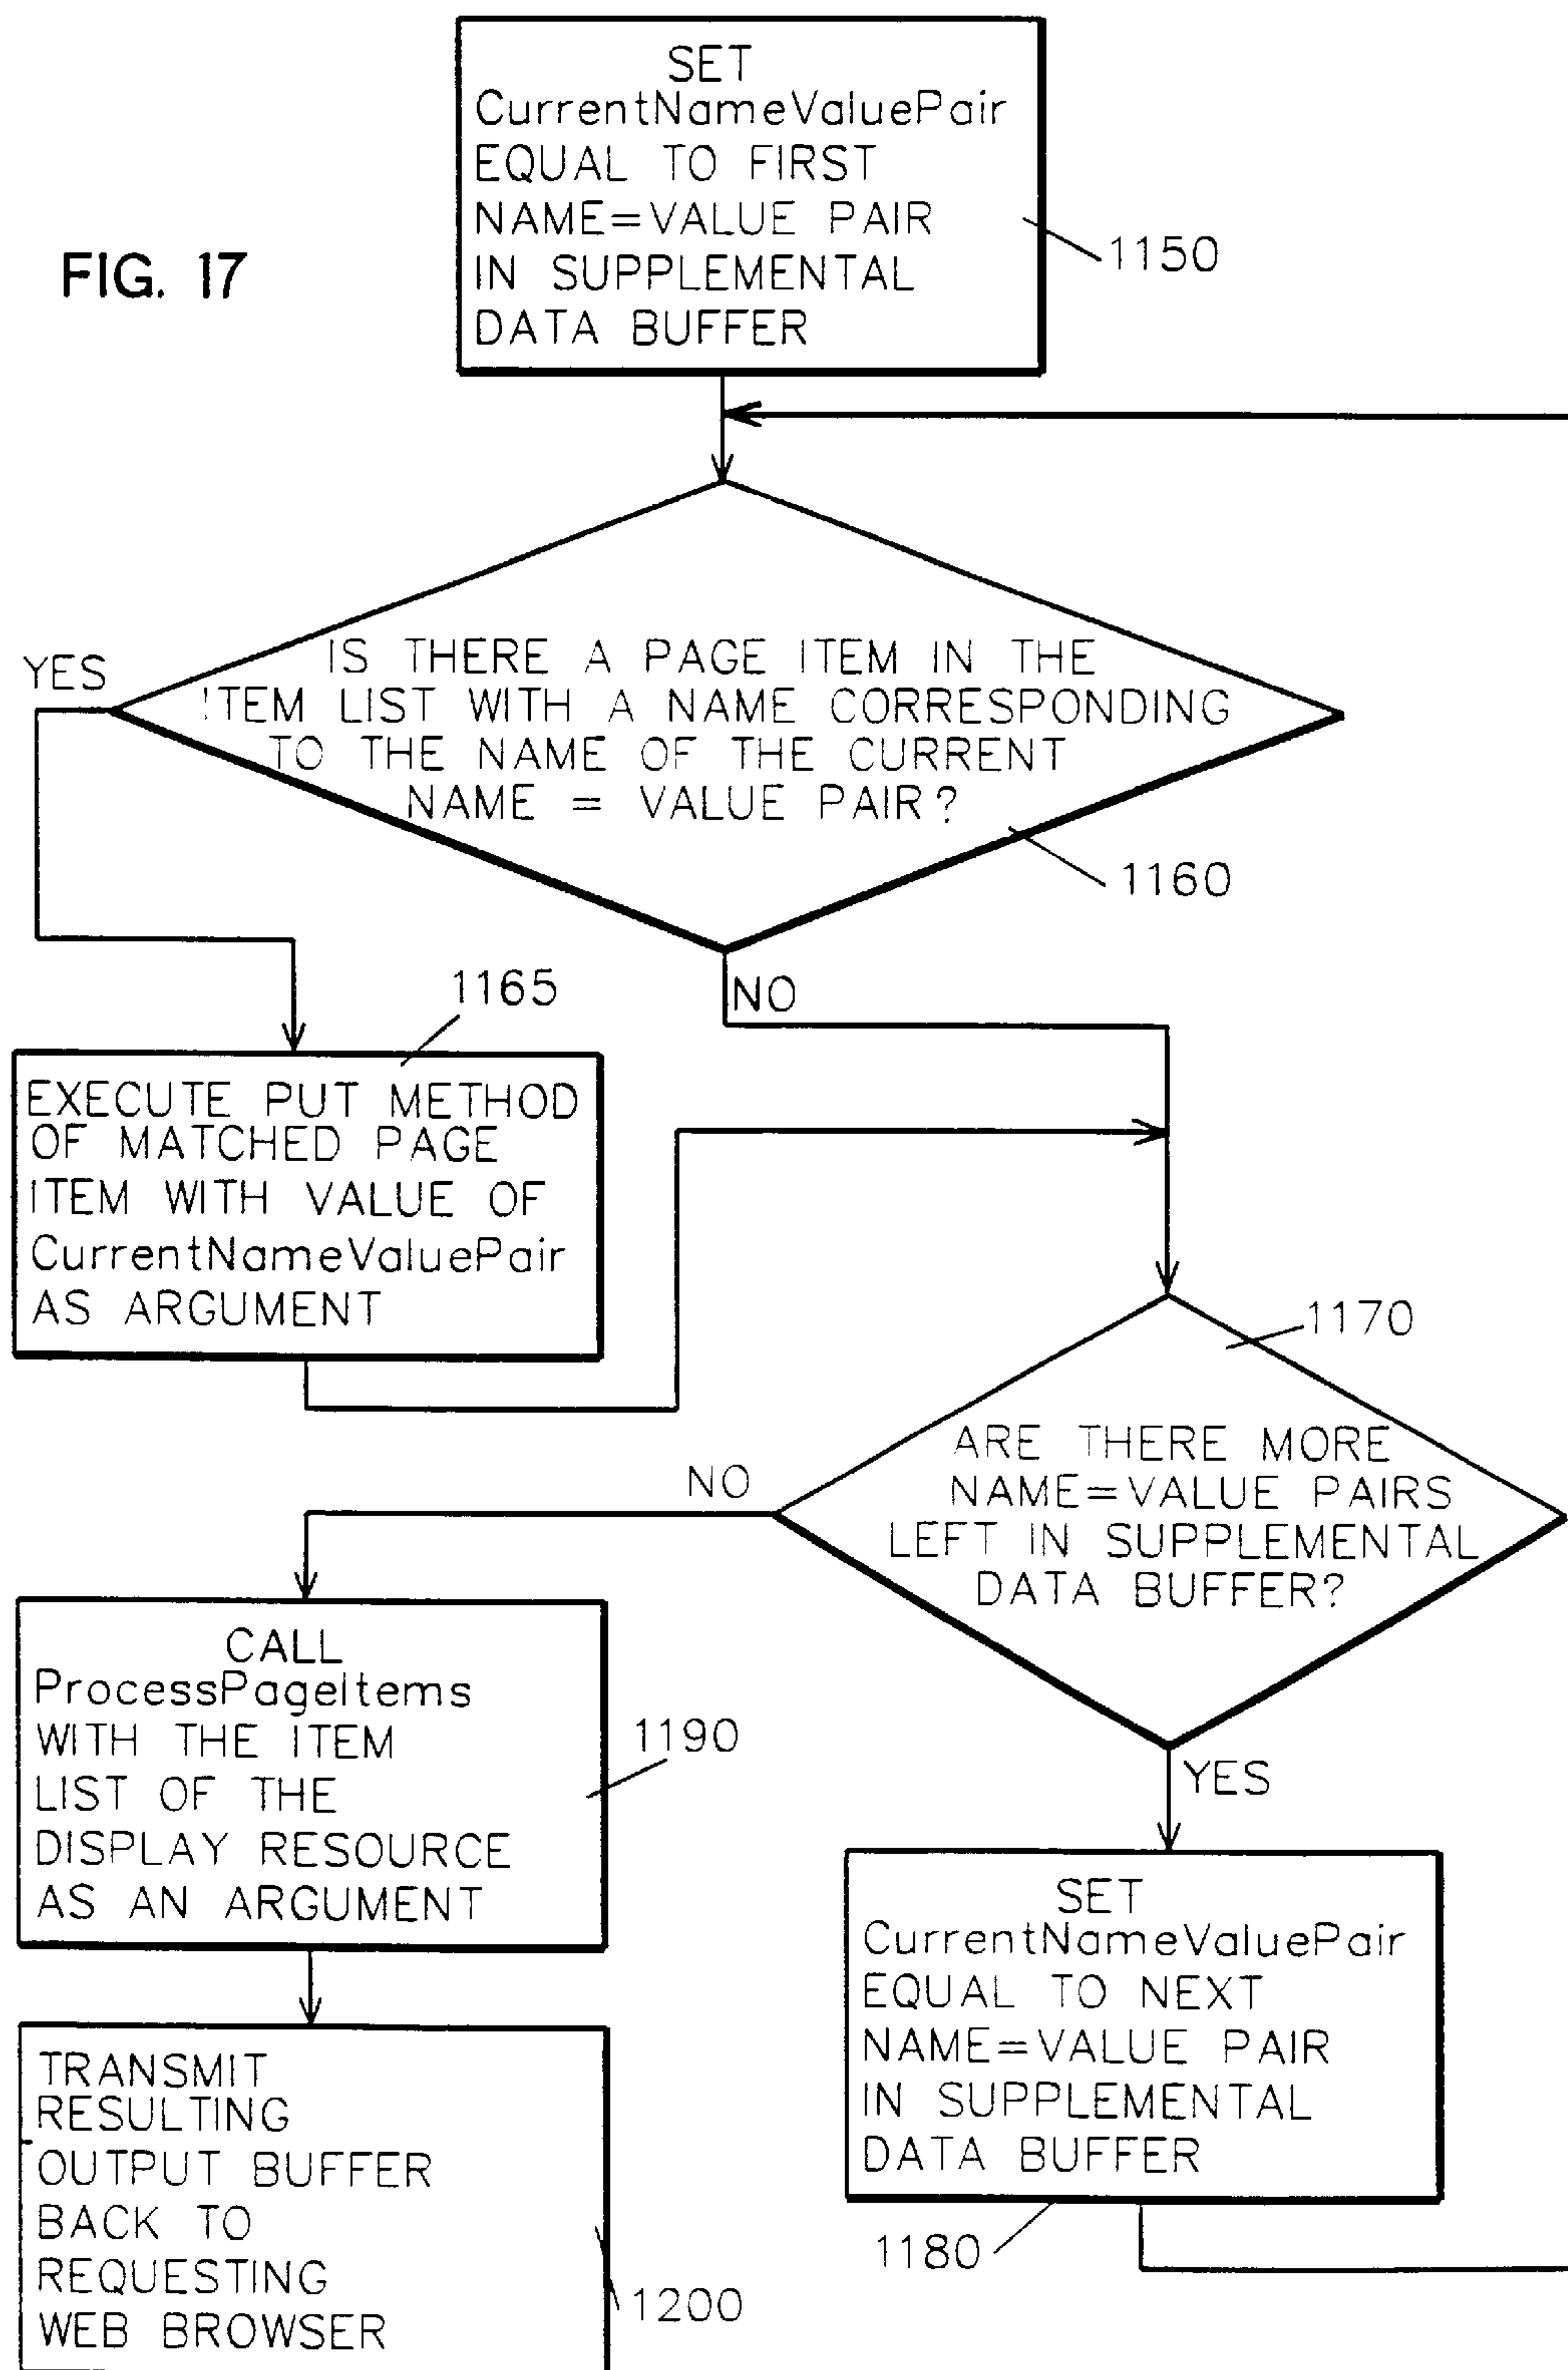 FIG. 17
SET
CurrentNameValuePair
EQUAL TO FIRST
NAME=VALUE PAIR
IN SUPPLEMENTAL
DATA BUFFER
1150
IS THERE A PAGE ITEM IN THE
ITEM LIST WITH A NAME CORRESPONDING
TO THE NAME OF THE CURRENT
NAME = VALUE PAIR?
YES
1160
NO
1165
EXECUTE PUT METHOD
OF MATCHED PAGE
ITEM WITH VALUE OF
CurrentNameValuePair
AS ARGUMENT
1170
ARE THERE MORE
NAME=VALUE PAIRS
LEFT IN SUPPLEMENTAL
DATA BUFFER?
NO
YES
CALL
ProcessPageItems
WITH THE ITEM
LIST OF THE
DISPLAY RESOURCE
AS AN ARGUMENT
1190
SET
CurrentNameValuePair
EQUAL TO NEXT
NAME=VALUE PAIR
IN SUPPLEMENTAL
DATA BUFFER
1180
TRANSMIT
RESULTING
OUTPUT BUFFER
BACK TO
REQUESTING
WEB BROWSER
1200